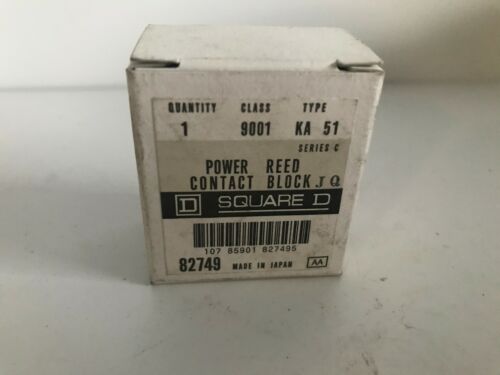 QUANTITY CLASS TYPE
1 9001 KA 51
SERIES C
POWER REED
CONTACT BLOCK J Q
D SQUARE D
107 85901 827495
82749 MADE IN JAPAN AA